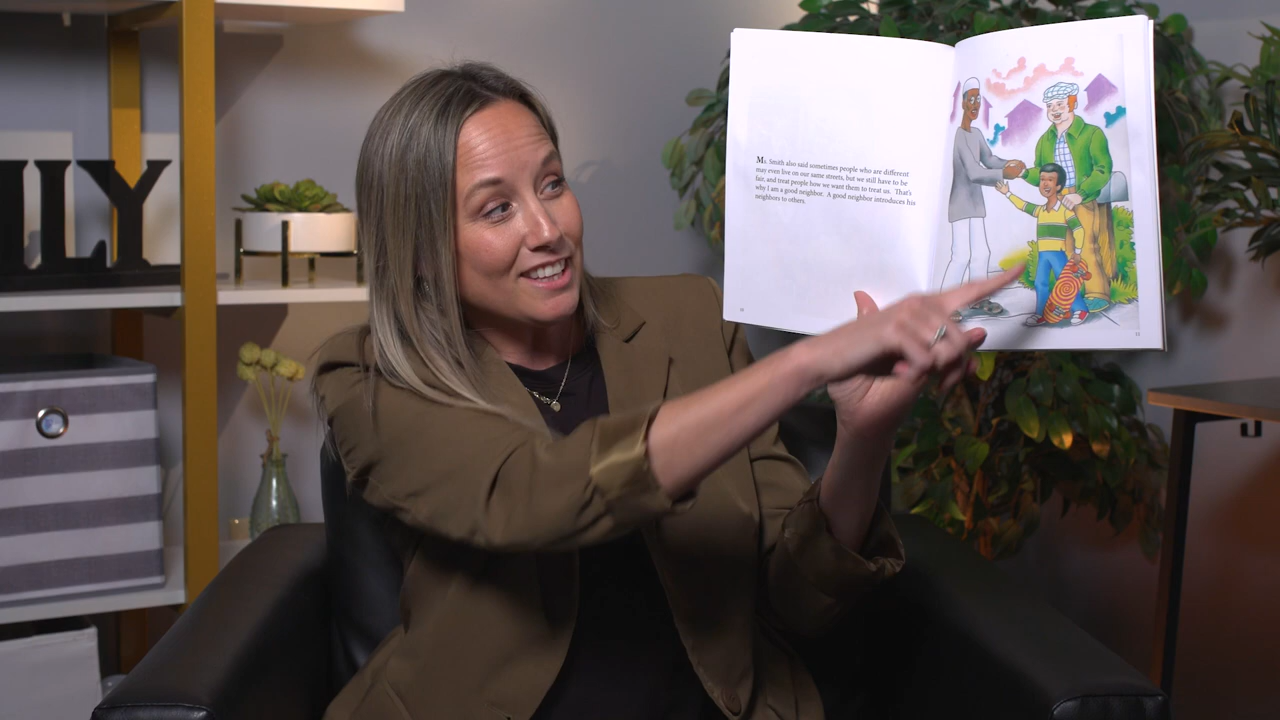 ILY
Ms. Smith also said sometimes people who are different
may even live on our same streets, but we still have to be
fair, and treat people how we want them to treat us. That's
why I am a good neighbor. A good neighbor introduces his
neighbors to others.